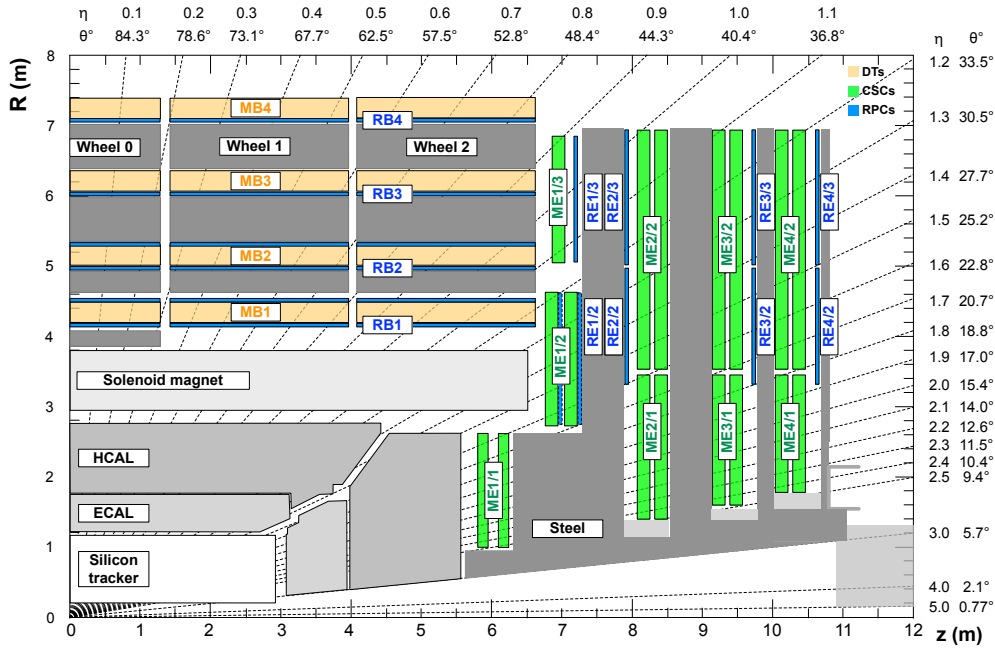 η 0.1 0.2 0.3 0.4 0.5 0.6 0.7 0.8 0.9 1.0 1.1
θ° 84.3° 78.6° 73.1° 67.7° 62.5° 57.5° 52.8° 48.4° 44.3° 40.4° 36.8° η θ°
R (m)
8 7 6 5 4 3 2 1 0
1.2 33.5°
1.3 30.5°
1.4 27.7°
1.5 25.2°
1.6 22.8°
1.7 20.7°
1.8 18.8°
1.9 17.0°
2.0 15.4°
2.1 14.0°
2.2 12.6°
2.3 11.5°
2.4 10.4°
2.5 9.4°
3.0 5.7°
4.0 2.1°
5.0 0.77°
DTs
CSCs
RPCs
MB4
RB4
Wheel 0 Wheel 1 Wheel 2
MB3
RB3
MB2
RB2
MB1
RB1
ME1/3
RE1/3
RE2/3
ME2/2
ME3/2
RE3/3
ME4/2
RE4/3
ME1/2
RE1/2
RE2/2
RE3/2
RE4/2
ME1/1
ME2/1
ME3/1
ME4/1
Solenoid magnet
HCAL
ECAL
Steel
Silicon
tracker
0 1 2 3 4 5 6 7 8 9 10 11 12
z (m)